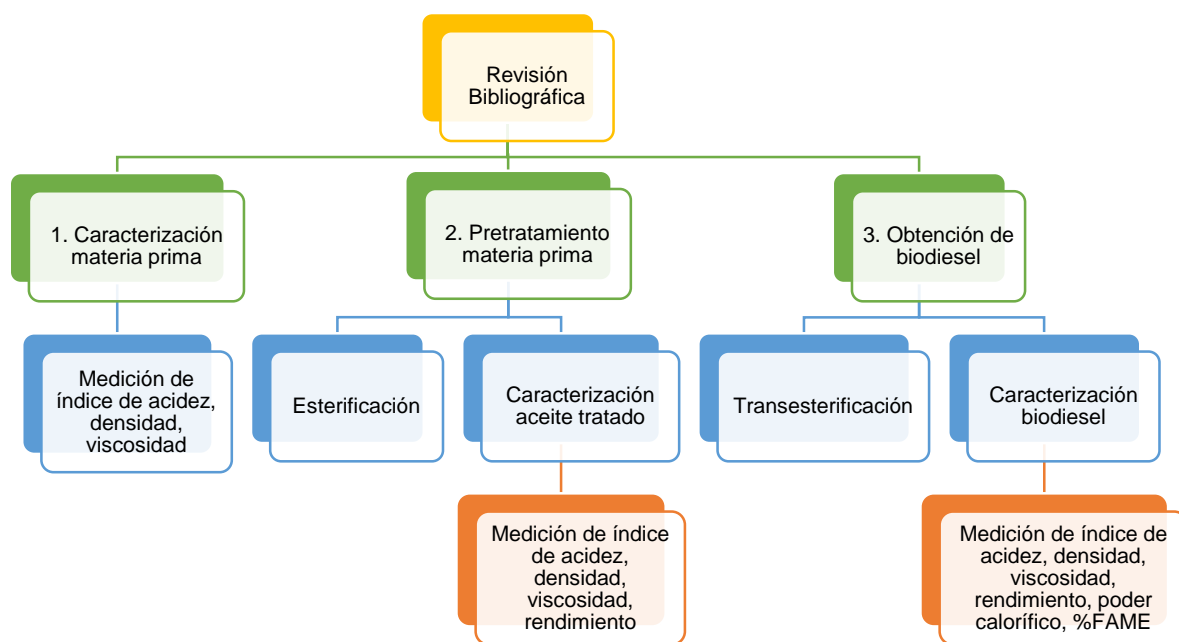 Revisión
Bibliográfica
1. Caracterización
materia prima
2. Pretratamiento
materia prima
3. Obtención de
biodiesel
Medición de
índice de acidez,
densidad,
viscosidad
Esterificación
Caracterización
aceite tratado
Transesterificación
Caracterización
biodiesel
Medición de índice
de acidez,
densidad,
viscosidad,
rendimiento
Medición de índice de
acidez, densidad,
viscosidad,
rendimiento, poder
calorífico, %FAME